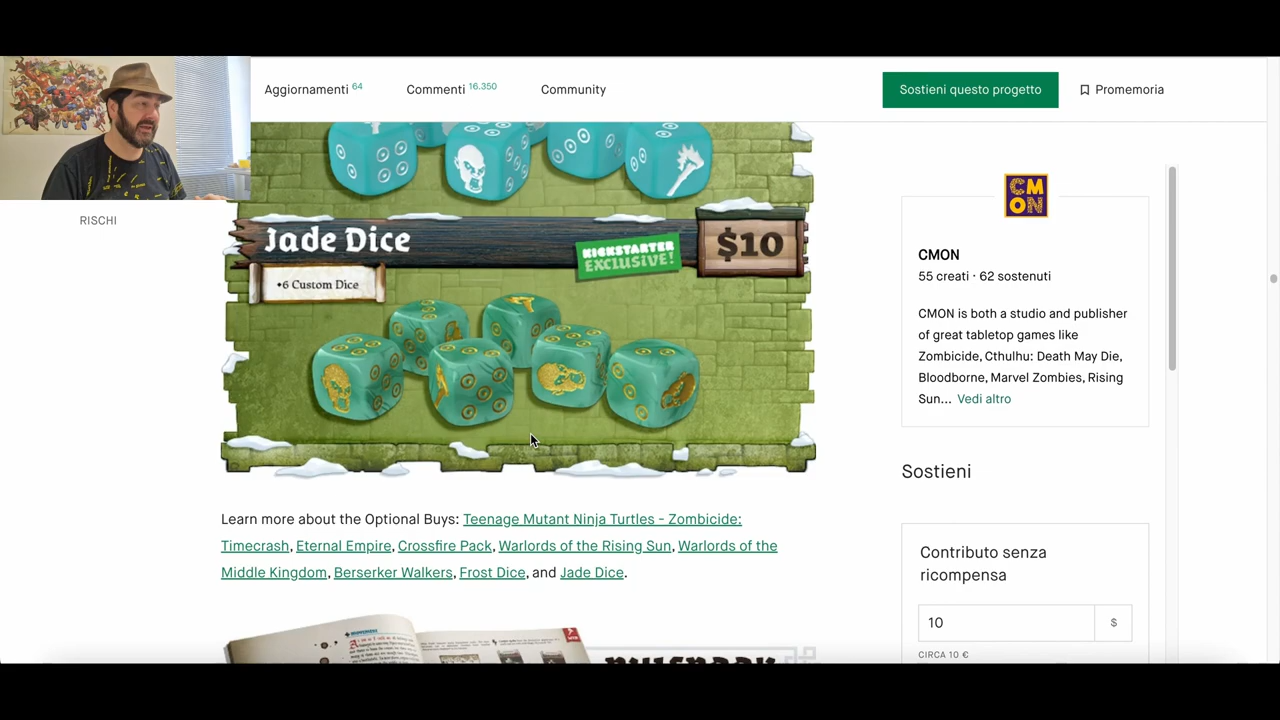 Aggiornamenti 64
Commenti 16.350
Community
Sostieni questo progetto
Promemoria
RISCHI
Jade Dice
KICKSTARTER
EXCLUSIVE!
$10
•6 Custom Dice
Learn more about the Optional Buys: Teenage Mutant Ninja Turtles - Zombicide:
Timecrash, Eternal Empire, Crossfire Pack, Warlords of the Rising Sun, Warlords of the
Middle Kingdom, Berserker Walkers, Frost Dice, and Jade Dice.
CM
ON
CMON
55 creati · 62 sostenuti
CMON is both a studio and publisher
of great tabletop games like
Zombicide, Cthulhu: Death May Die,
Bloodborne, Marvel Zombies, Rising
Sun... Vedi altro
Sostieni
Contributo senza
ricompensa
10 $
CIRCA 10 €